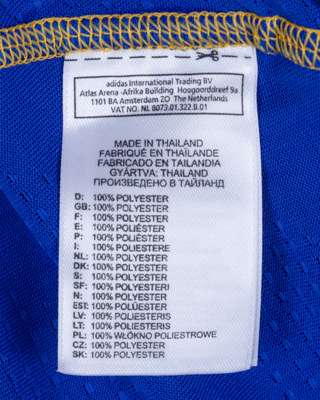 adidas International Trading BV
Atlas Arena -Afrika Building Hoogoorddreef 9a
1101 BA Amsterdam ZO The Netherlands
VAT NO. NL 8073.01.322.B.01
MADE IN THAILAND
FABRIQUÉ EN THAÏLANDE
FABRICADO EN TAILANDIA
GYÁRTVA: THAILAND
ПРОИЗВЕДЕНО В ТАЙЛАНД
D: 100% POLYESTER
GB: 100% POLYESTER
F: 100% POLYESTER
E: 100% POLIÉSTER
P: 100% POLIÉSTER
I: 100% POLIESTERE
NL: 100% POLYESTER
DK: 100% POLYESTER
S: 100% POLYESTER
SF: 100% POLYESTERI
N: 100% POLYESTER
EST: 100% POLÜESTER
LV: 100% POLIESTERIS
LT: 100% POLIESTERIS
PL: 100% WŁÓKNO POLIESTROWE
CZ: 100% POLYESTER
SK: 100% POLYESTER